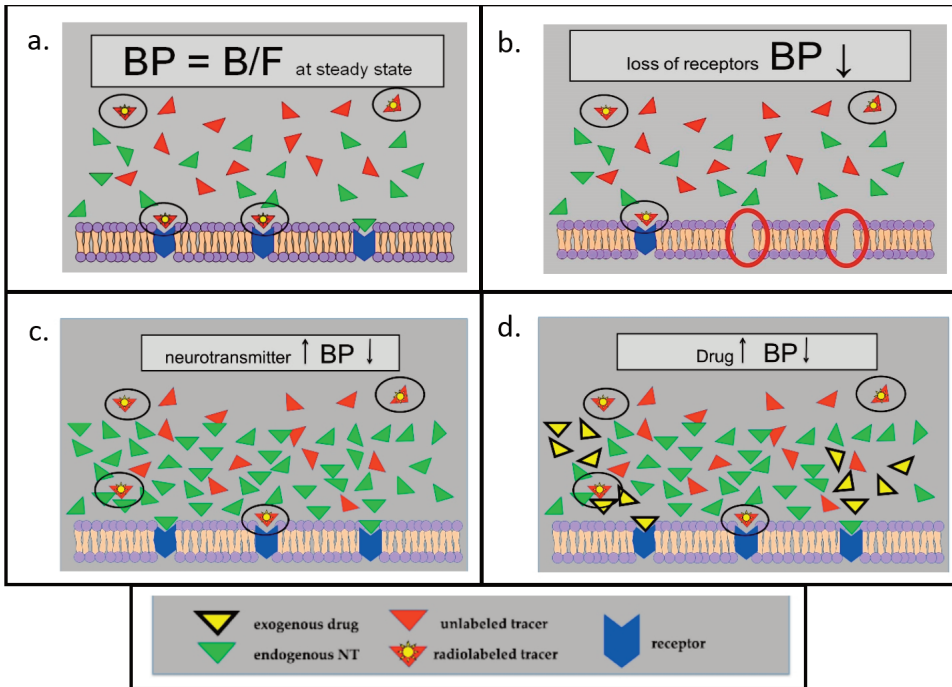 a.
BP = B/F at steady state
b.
loss of receptors BP ↓
c.
neurotransmitter ↑ BP ↓
d.
Drug ↑ BP ↓
exogenous drug
unlabeled tracer
receptor
endogenous NT
radiolabeled tracer